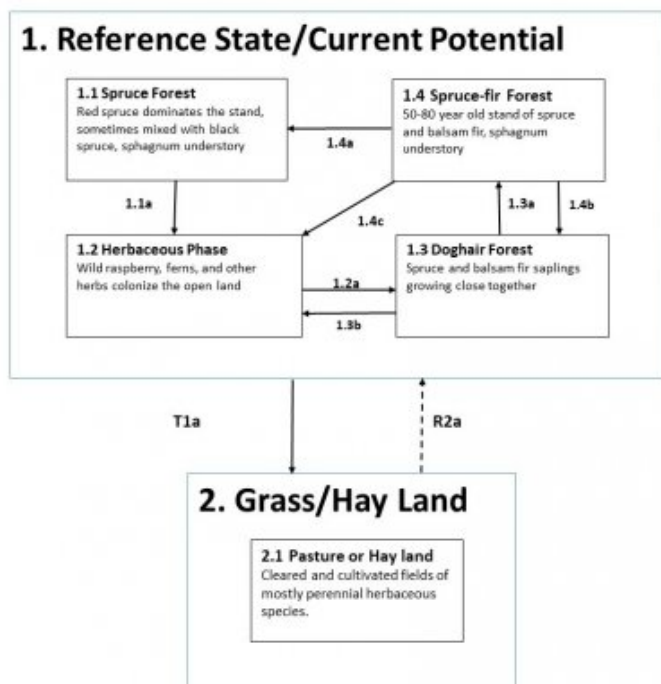 1. Reference State/Current Potential
1.1 Spruce Forest
Red spruce dominates the stand,
sometimes mixed with black
spruce, sphagnum understory
1.4 Spruce-fir Forest
50-80 year old stand of spruce
and balsam fir, sphagnum
understory
1.4a
1.1a
1.4c
1.3a
1.4b
1.2 Herbaceous Phase
Wild raspberry, ferns, and other
herbs colonize the open land
1.2a
1.3b
1.3 Doghair Forest
Spruce and balsam fir saplings
growing close together
T1a
R2a
2. Grass/Hay Land
2.1 Pasture or Hay land
Cleared and cultivated fields of
mostly perennial herbaceous
species.